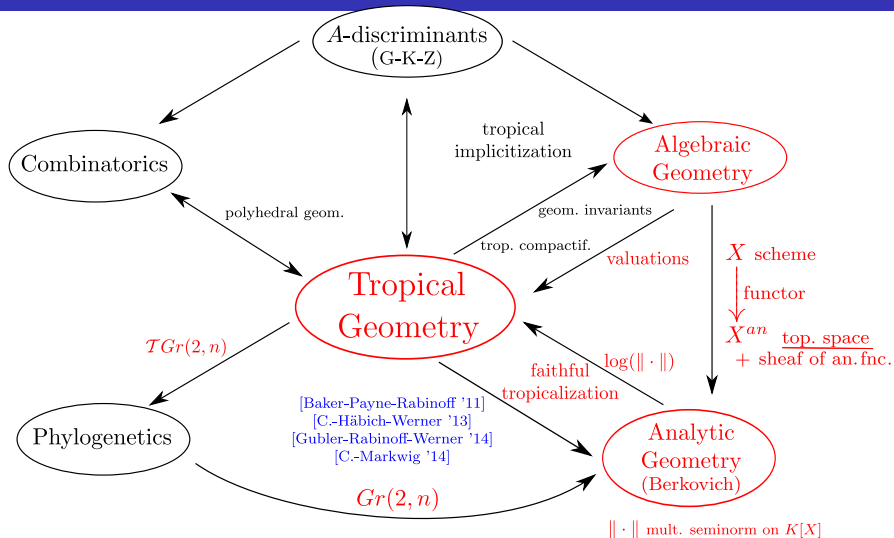 A-discriminants
(G-K-Z)
tropical
implicitization
Combinatorics
Algebraic
Geometry
polyhedral geom.
geom. invariants
trop. compactif.
valuations
X scheme
functor
X^{an} top. space
+ sheaf of an.fnc.
Tropical
Geometry
𝒯Gr(2, n)
log(∥ · ∥)
faithful
tropicalization
[Baker-Payne-Rabinoff '11]
[C.-Häbich-Werner '13]
[Gubler-Rabinoff-Werner '14]
[C.-Markwig '14]
Phylogenetics
Analytic
Geometry
(Berkovich)
Gr(2, n)
∥ · ∥ mult. seminorm on K[X]